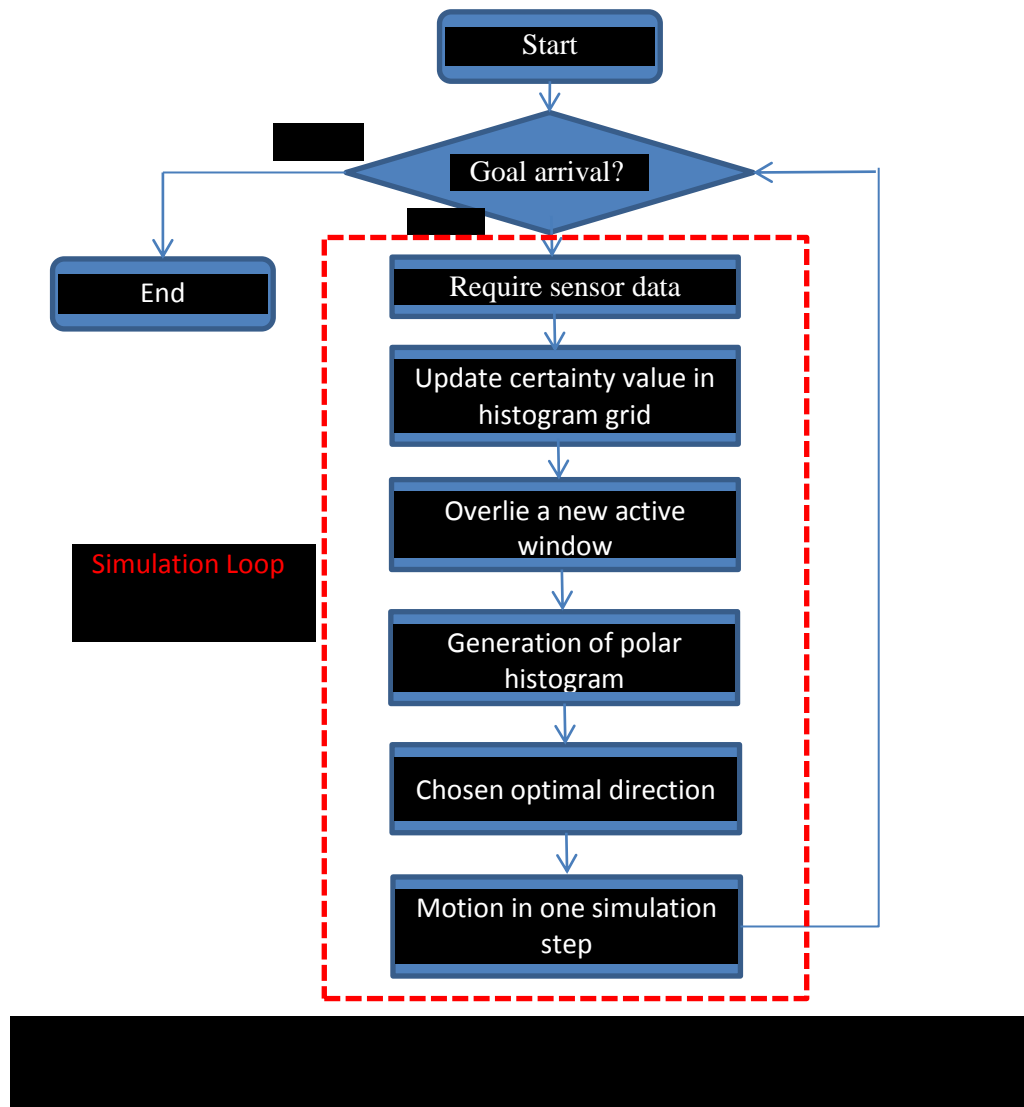 Start
Goal arrival?
End
Require sensor data
Update certainty value in
histogram grid
Overlie a new active
window
Simulation Loop
Generation of polar
histogram
Chosen optimal direction
Motion in one simulation
step